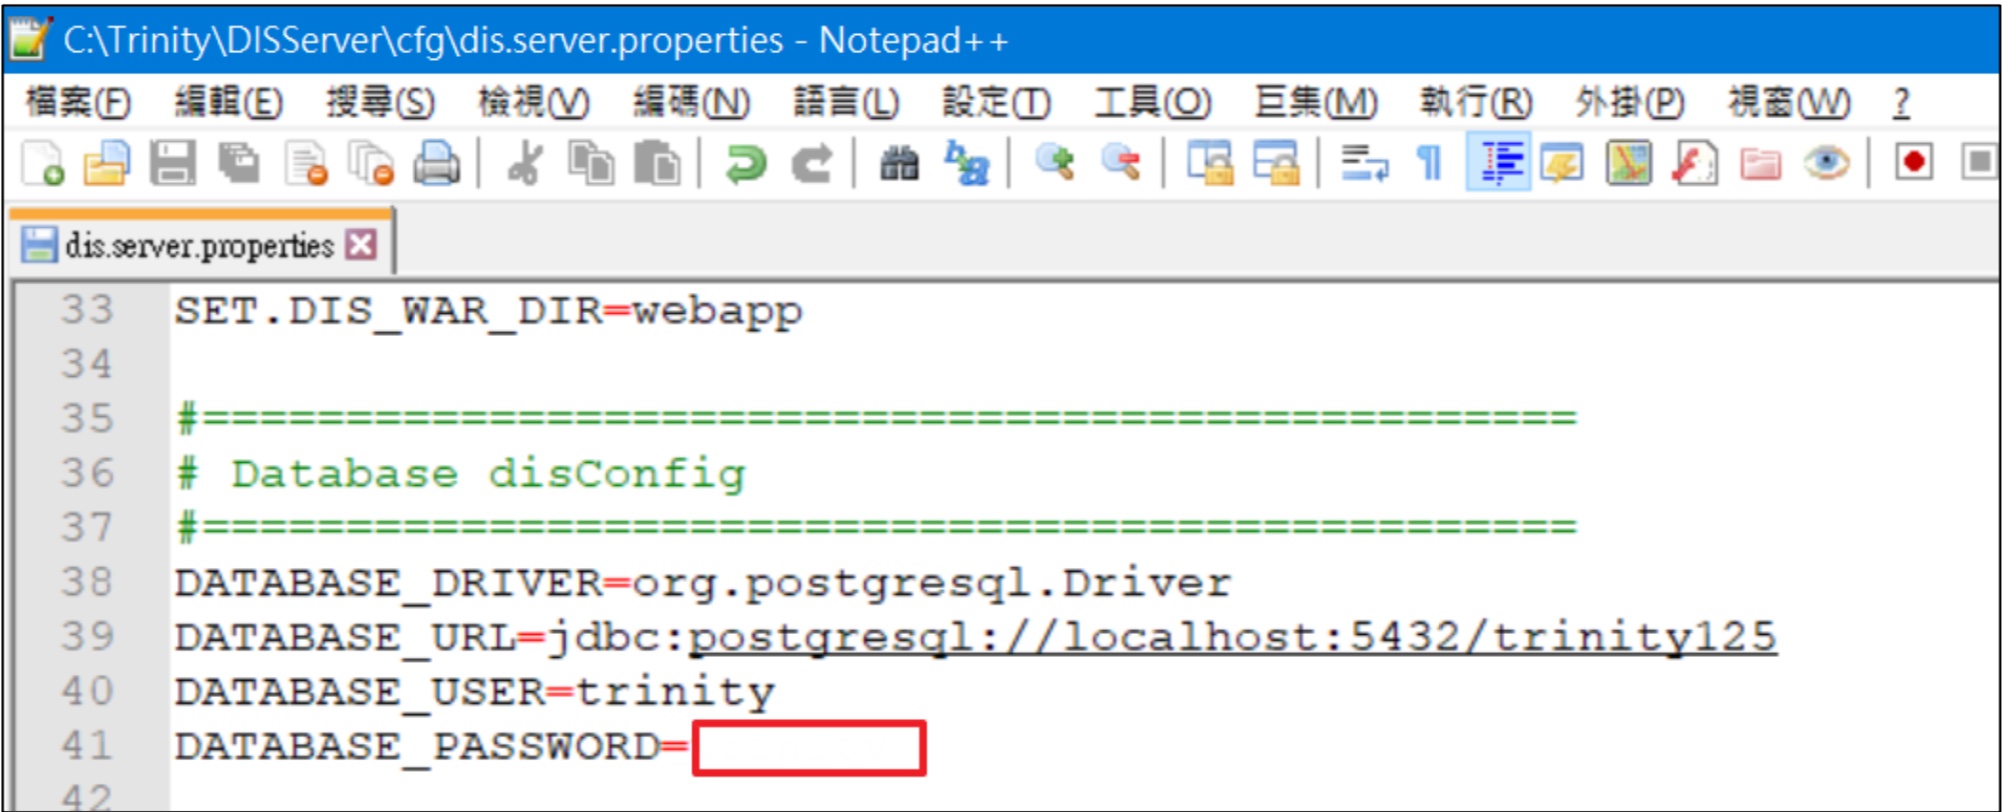 C:\Trinity\DISServer\cfg\dis.server.properties - Notepad++
檔案(F) 編輯(E) 搜尋(S) 檢視(V) 編碼(N) 語言(L) 設定(T) 工具(O) 巨集(M) 執行(R) 外掛(P) 視窗(W) ?
dis.server.properties
33 SET.DIS_WAR_DIR=webapp
34
35 #================================================
36 # Database disConfig
37 #================================================
38 DATABASE_DRIVER=org.postgresql.Driver
39 DATABASE_URL=jdbc:postgresql://localhost:5432/trinity125
40 DATABASE_USER=trinity
41 DATABASE_PASSWORD=
42